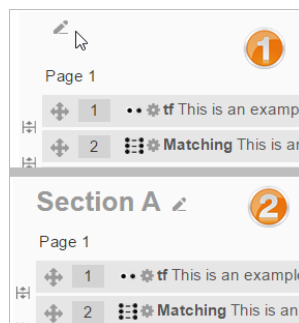 1
Page 1
1 tf This is an examp
2 Matching This is an
Section A 2
Page 1
1 tf This is an example
2 Matching This is an